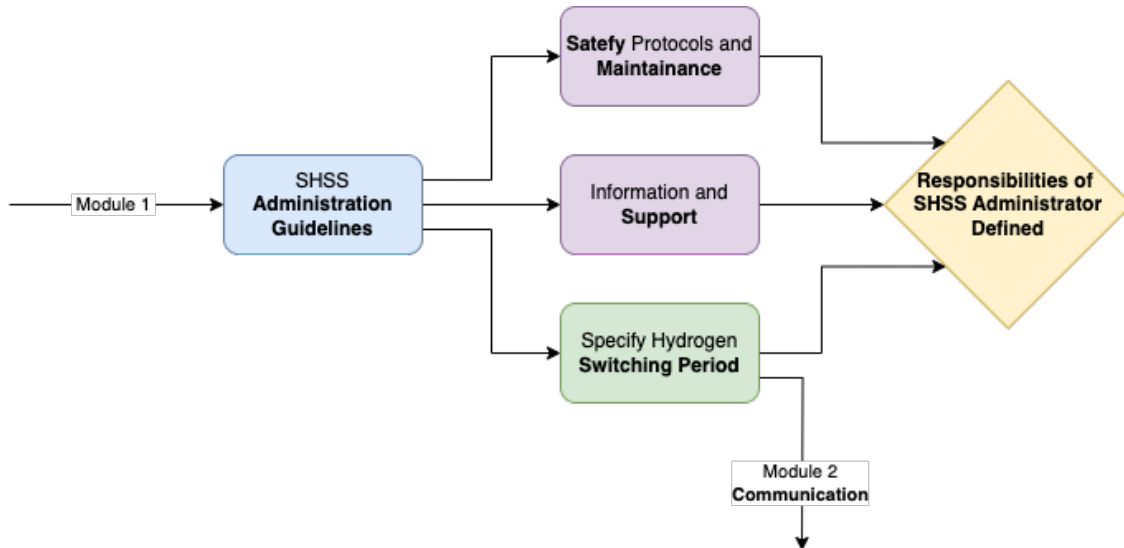 Satefy Protocols and
Maintainance
Module 1
SHSS
Administration
Guidelines
Information and
Support
Responsibilities of
SHSS Administrator
Defined
Specify Hydrogen
Switching Period
Module 2
Communication